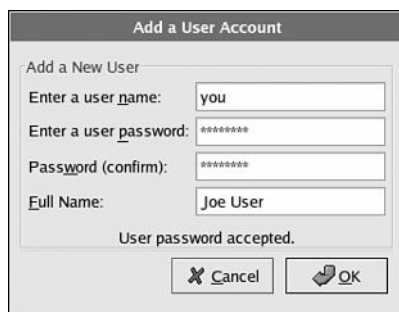 Add a User Account
Add a New User
Enter a user name:
you
Enter a user password:
********
Password (confirm):
********
Full Name:
Joe User
User password accepted.
Cancel
OK